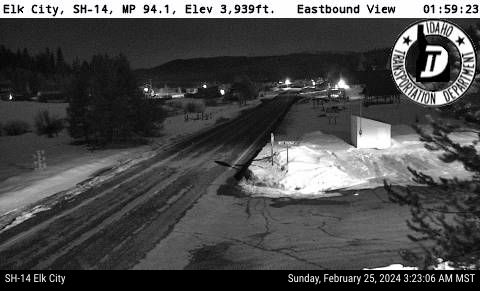 Elk City, SH-14, MP 94.1, Elev 3,939ft.   Eastbound View   01:59:23
IDAHO
TRANSPORTATION DEPARTMENT
SH-14 Elk City
Sunday, February 25, 2024 3:23:06 AM MST